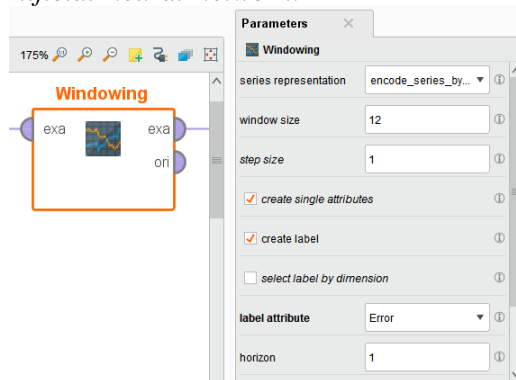 Parameters
175%
Windowing
Windowing
exa
exa
ori
series representation
encode_series_by...
window size
12
step size
1
create single attributes
create label
select label by dimension
label attribute
Error
horizon
1